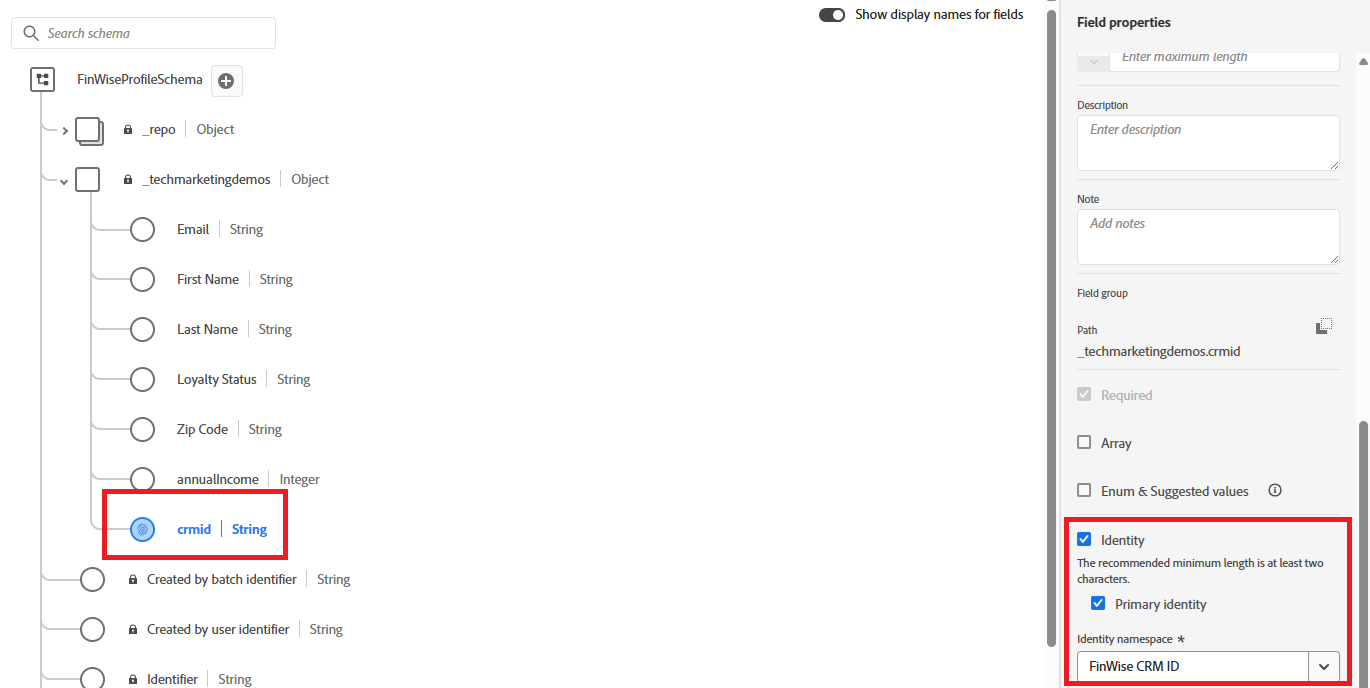 Show display names for fields
Search schema
FinWiseProfileSchema
_repo Object
_techmarketingdemos Object
Email String
First Name String
Last Name String
Loyalty Status String
Zip Code String
annualIncome Integer
crmid String
Created by batch identifier String
Created by user identifier String
Identifier String
Field properties
Enter maximum length
Description
Enter description
Note
Add notes
Field group
Path
_techmarketingdemos.crmid
Required
Array
Enum & Suggested values
Identity
The recommended minimum length is at least two
characters.
Primary identity
Identity namespace *
FinWise CRM ID